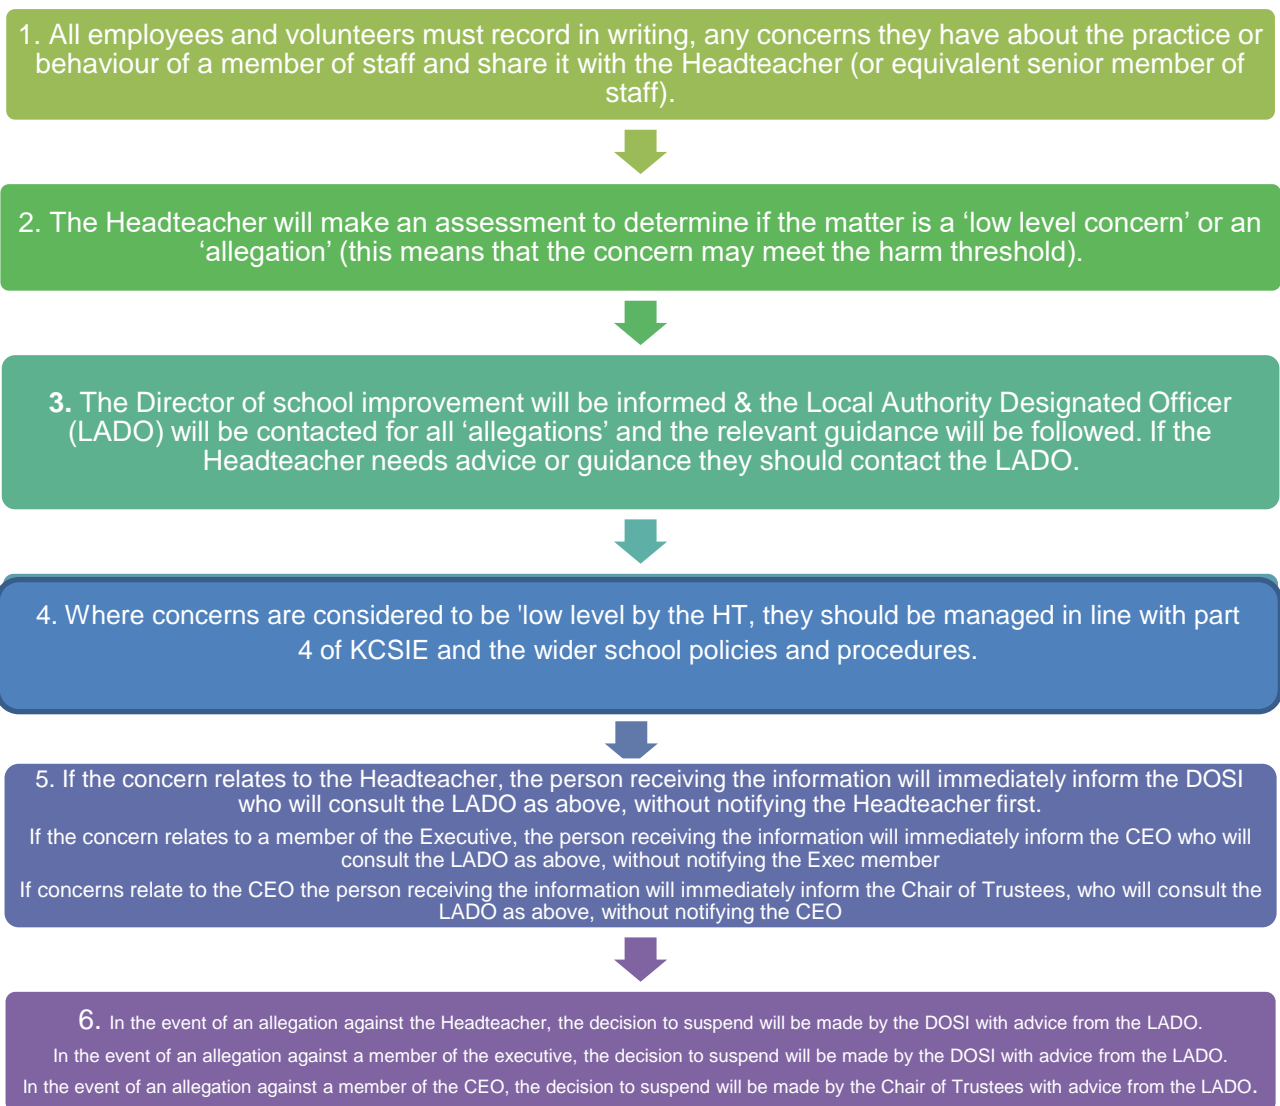 1. All employees and volunteers must record in writing, any concerns they have about the practice or
behaviour of a member of staff and share it with the Headteacher (or equivalent senior member of
staff).
2. The Headteacher will make an assessment to determine if the matter is a ‘low level concern’ or an
‘allegation’ (this means that the concern may meet the harm threshold).
3. The Director of school improvement will be informed & the Local Authority Designated Officer
(LADO) will be contacted for all ‘allegations’ and the relevant guidance will be followed. If the
Headteacher needs advice or guidance they should contact the LADO.
4. Where concerns are considered to be 'low level by the HT, they should be managed in line with part
4 of KCSIE and the wider school policies and procedures.
5. If the concern relates to the Headteacher, the person receiving the information will immediately inform the DOSI
who will consult the LADO as above, without notifying the Headteacher first.
If the concern relates to a member of the Executive, the person receiving the information will immediately inform the CEO who will
consult the LADO as above, without notifying the Exec member
If concerns relate to the CEO the person receiving the information will immediately inform the Chair of Trustees, who will consult the
LADO as above, without notifying the CEO
6. In the event of an allegation against the Headteacher, the decision to suspend will be made by the DOSI with advice from the LADO.
In the event of an allegation against a member of the executive, the decision to suspend will be made by the DOSI with advice from the LADO.
In the event of an allegation against a member of the CEO, the decision to suspend will be made by the Chair of Trustees with advice from the LADO.